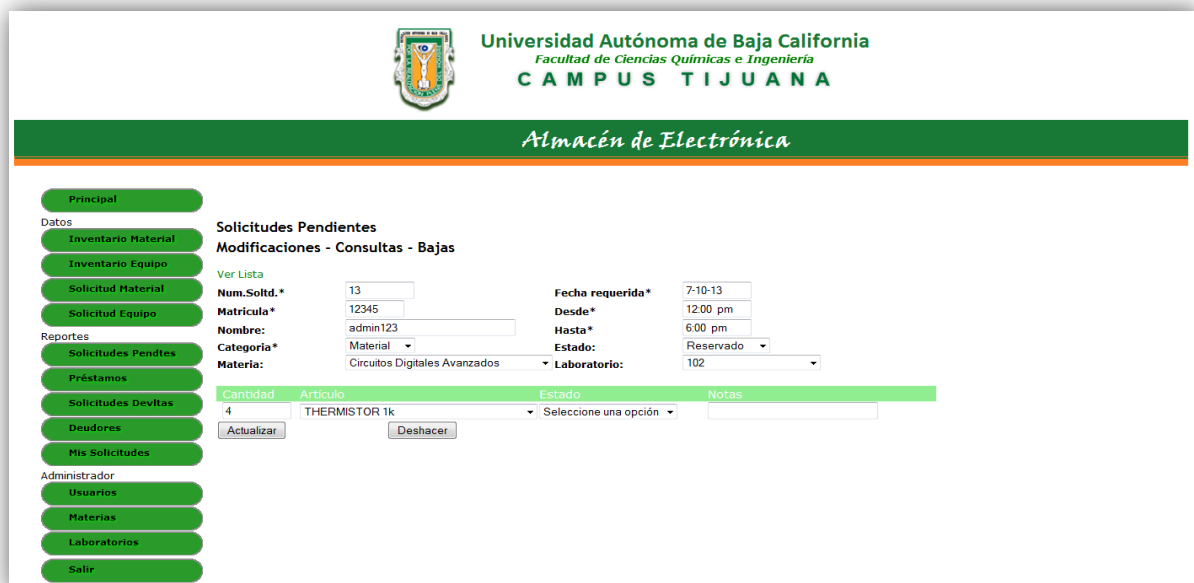 Universidad Autónoma de Baja California
Facultad de Ciencias Químicas e Ingeniería
CAMPUS TIJUANA
Almacén de Electrónica
Principal
Datos
Inventario Material
Inventario Equipo
Solicitud Material
Solicitud Equipo
Reportes
Solicitudes Pendtes
Préstamos
Solicitudes Devltas
Deudores
Mis Solicitudes
Administrador
Usuarios
Materias
Laboratorios
Salir
Solicitudes Pendientes
Modificaciones - Consultas - Bajas
Ver Lista
Num.Soltd.* 13 Fecha requerida* 7-10-13
Matricula* 12345 Desde* 12:00 pm
Nombre: admin123 Hasta* 6:00 pm
Categoria* Material Estado: Reservado
Materia: Circuitos Digitales Avanzados Laboratorio: 102
Cantidad Artículo Estado Notas
4 THERMISTOR 1k Seleccione una opción
Actualizar Deshacer